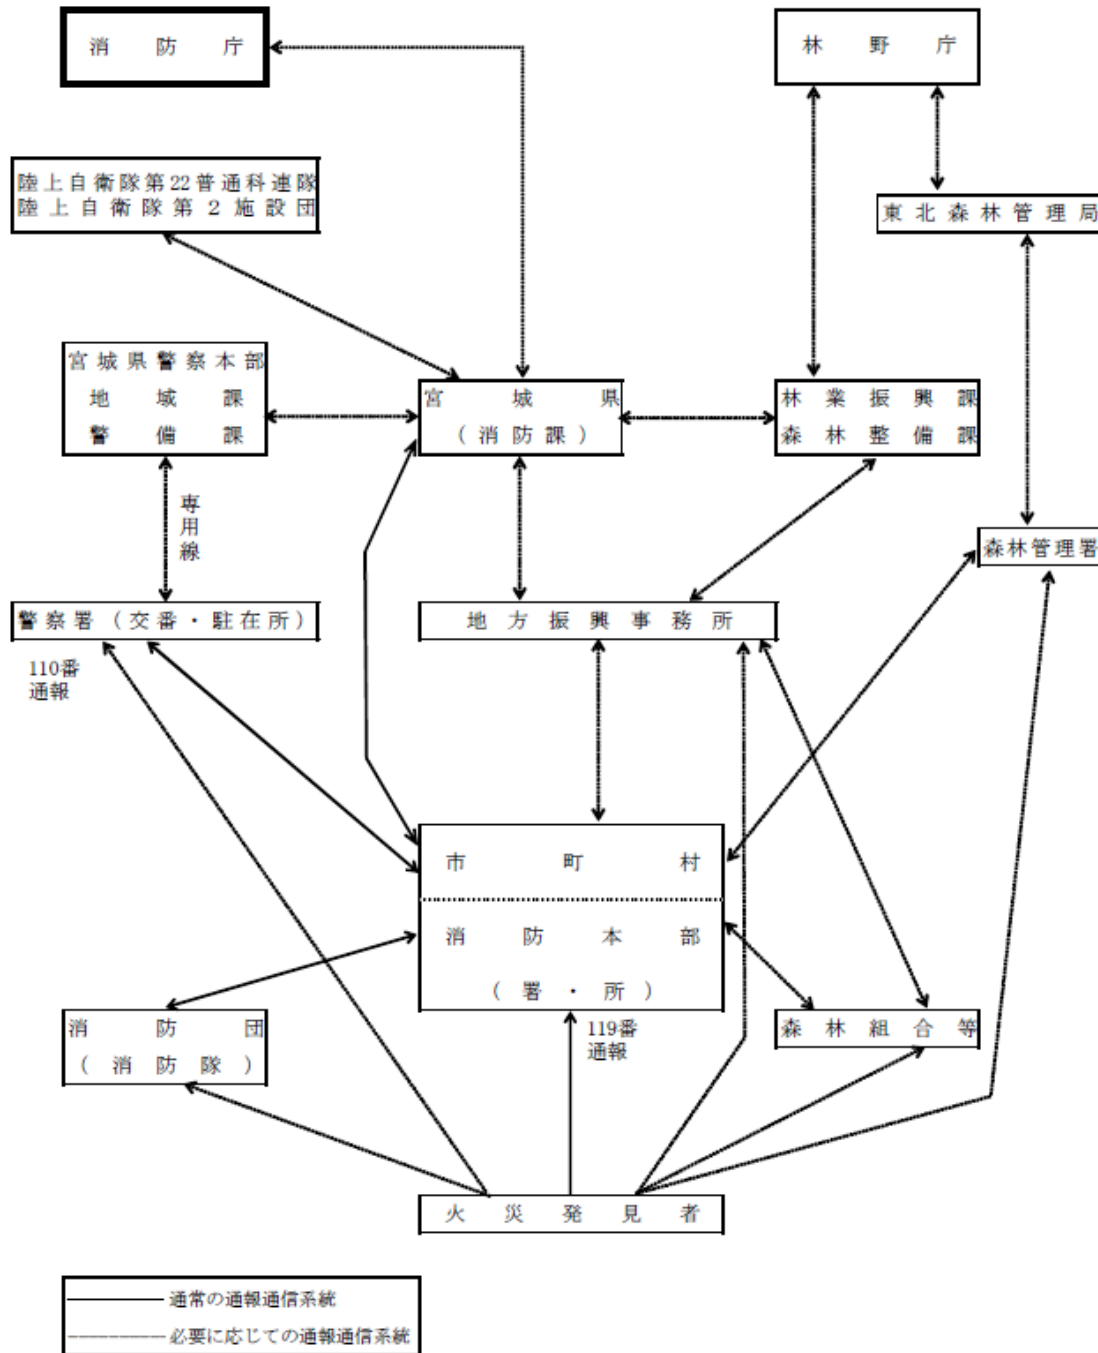 消防庁
林野庁
陸上自衛隊第22普通科連隊
陸上自衛隊第2施設団
東北森林管理局
宮城県警察本部
地域課
警備課
宮城県
(消防課)
林業振興課
森林整備課
専用線
森林管理署
警察署(交番・駐在所)
地方振興事務所
110番
通報
市町村
消防本部
(署・所)
119番
通報
消防団
(消防隊)
森林組合等
火災発見者
通常の通報通信系統
必要に応じての通報通信系統